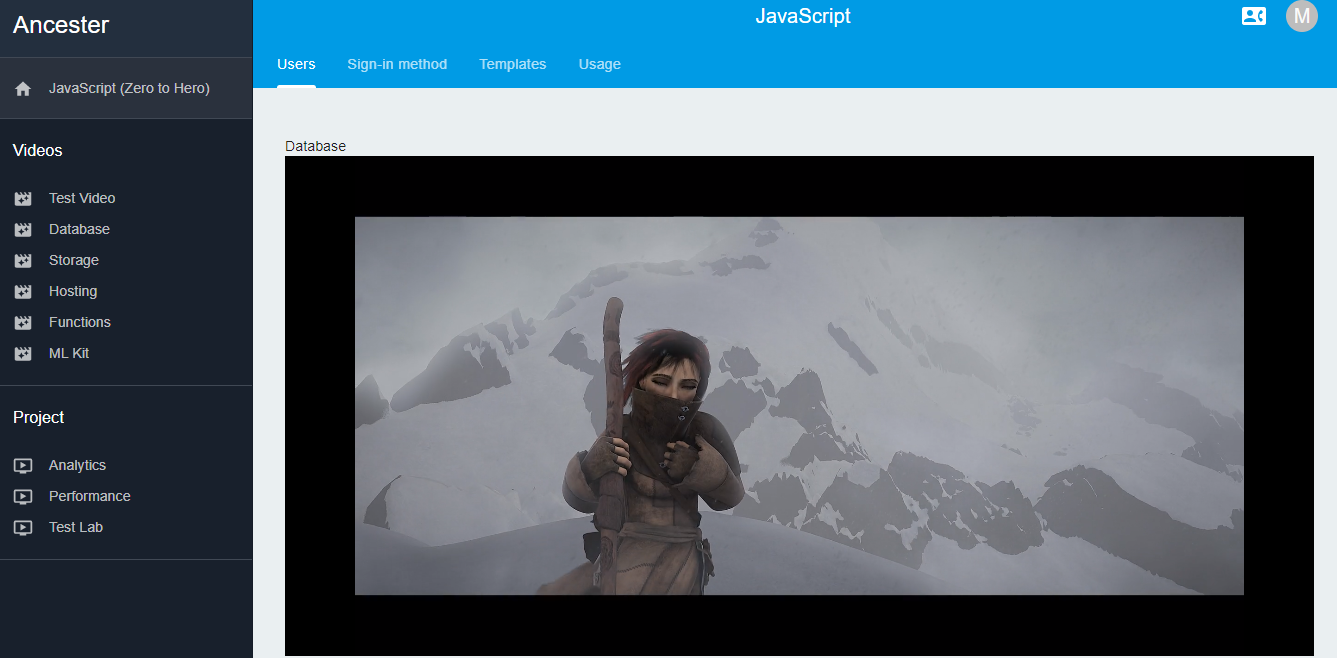 Ancester
JavaScript (Zero to Hero)
Videos
Test Video
Database
Storage
Hosting
Functions
ML Kit
Project
Analytics
Performance
Test Lab
JavaScript
M
Users
Sign-in method
Templates
Usage
Database